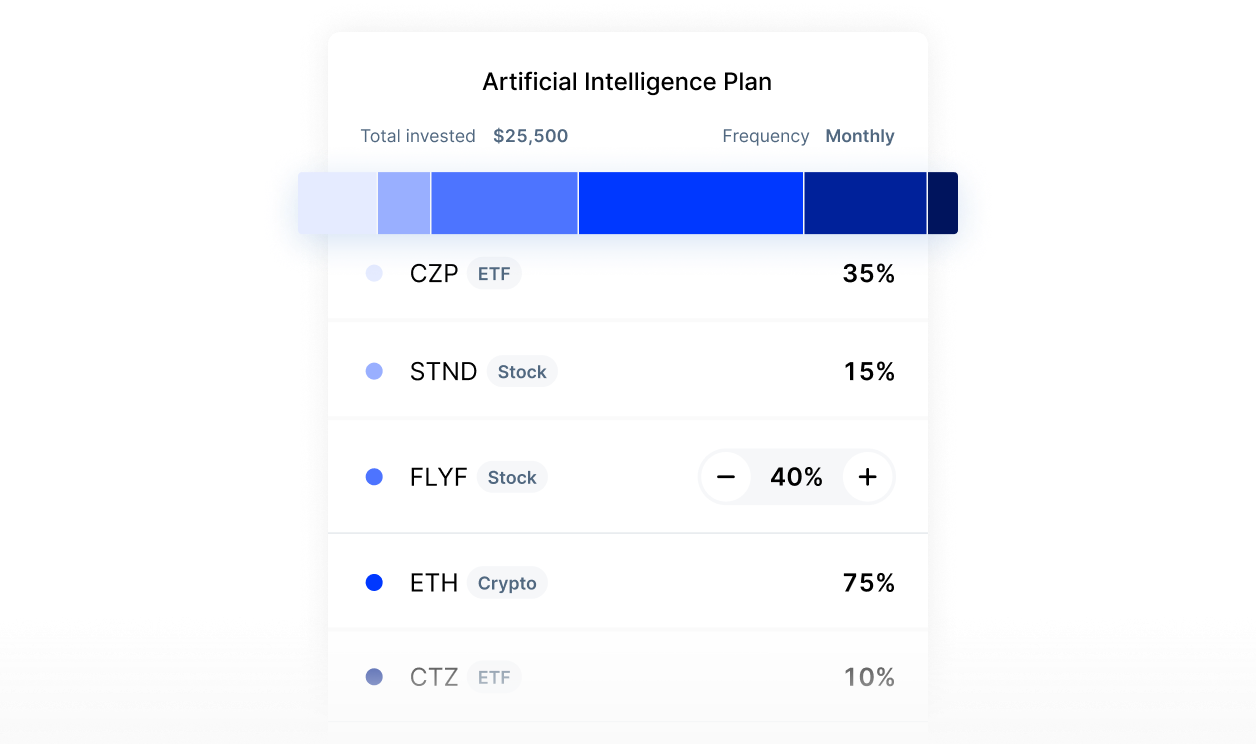 Artificial Intelligence Plan
Total invested $25,500 Frequency Monthly
CZP ETF 35%
STND Stock 15%
FLYF Stock − 40% +
ETH Crypto 75%
CTZ ETF 10%